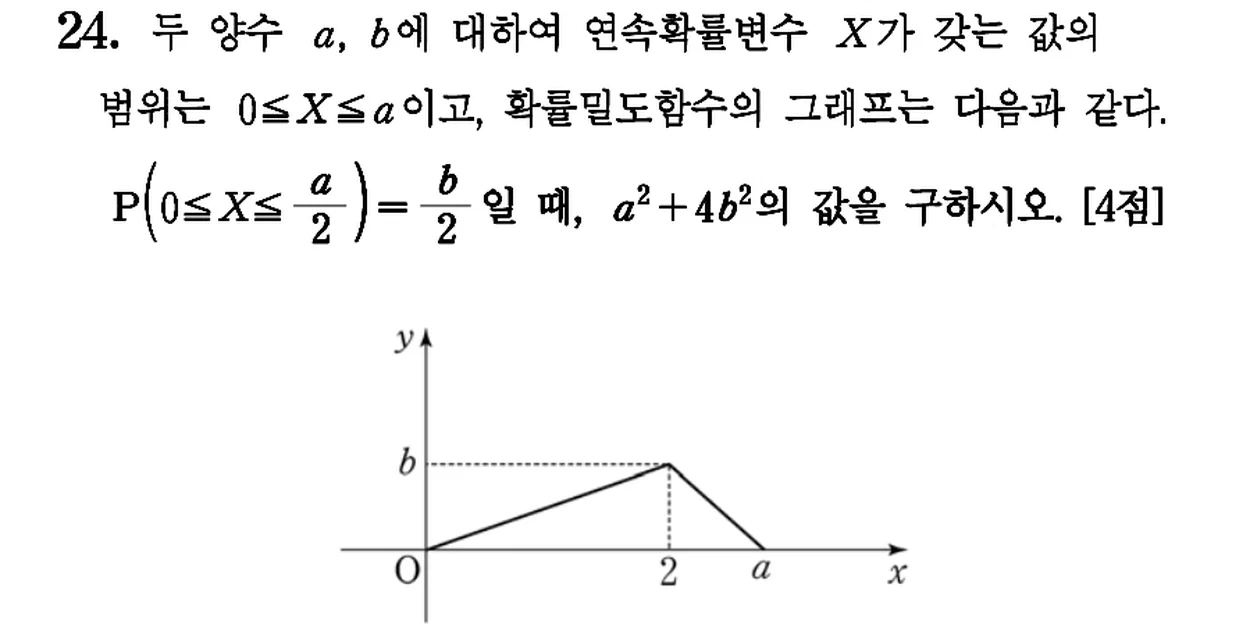 24. 두 양수 a, b에 대하여 연속확률변수 X가 갖는 값의
범위는 0≦X≦a이고, 확률밀도함수의 그래프는 다음과 같다.
P(0≦X≦a/2)=b/2일 때, a²+4b²의 값을 구하시오. [4점]
y
b
O
2
a
x